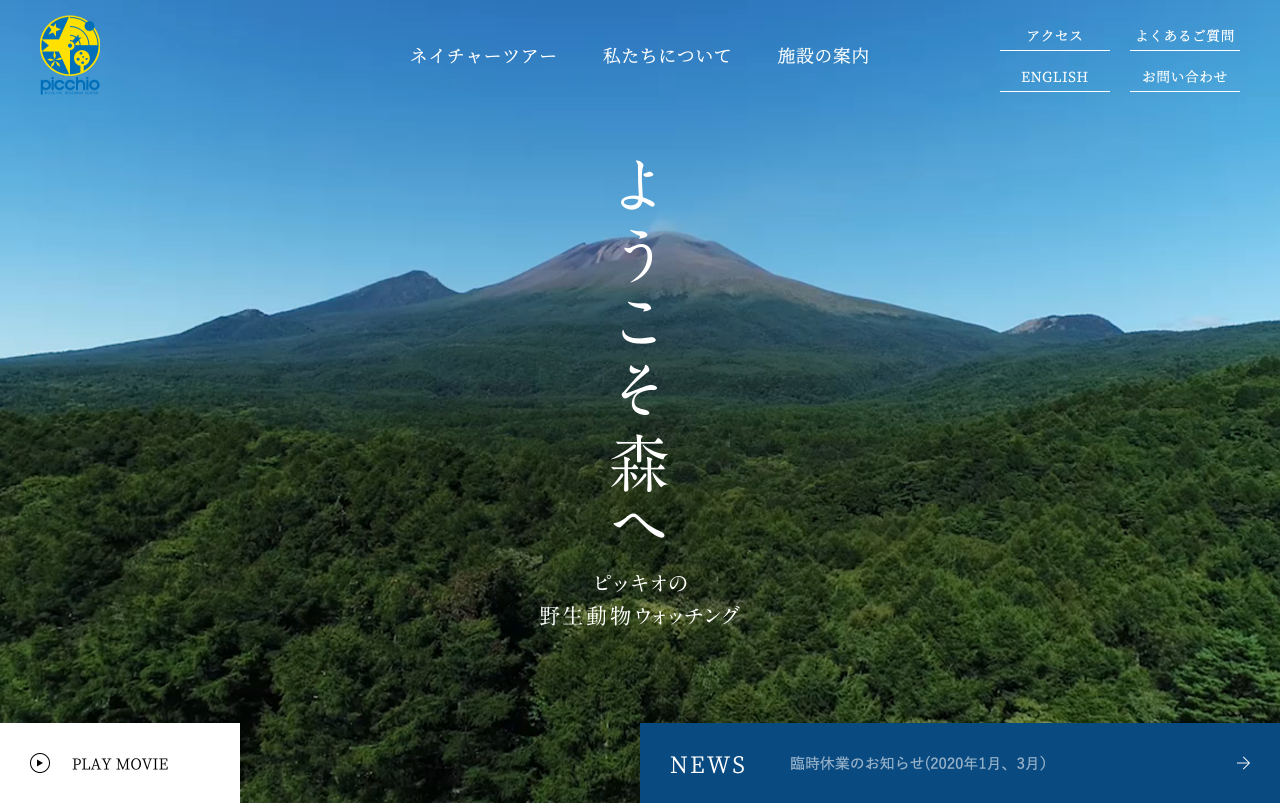 picchio
ネイチャーツアー
私たちについて
施設の案内
アクセス
よくあるご質問
ENGLISH
お問い合わせ
ようこそ森へ
ピッキオの
野生動物ウォッチング
PLAY MOVIE
NEWS
臨時休業のお知らせ(2020年1月、3月)